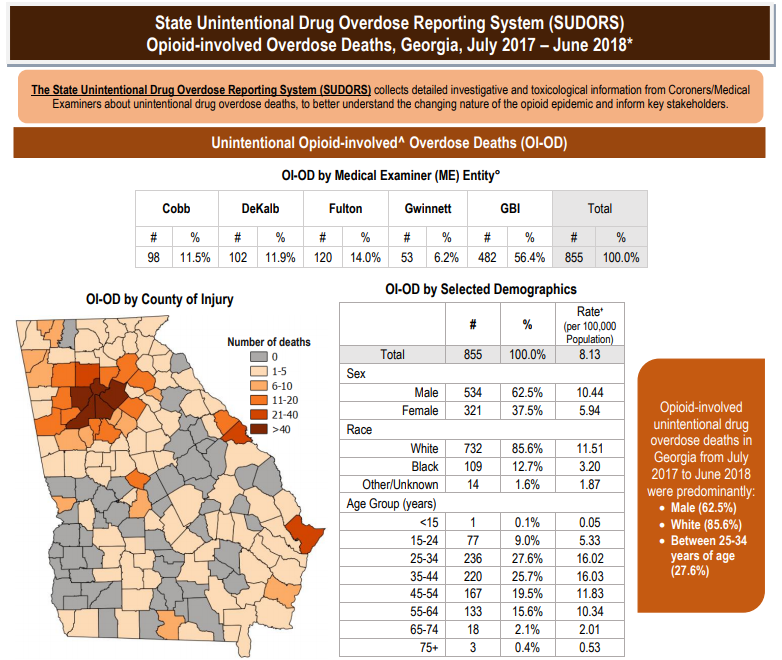 State Unintentional Drug Overdose Reporting System (SUDORS)
Opioid-involved Overdose Deaths, Georgia, July 2017 – June 2018*
The State Unintentional Drug Overdose Reporting System (SUDORS) collects detailed investigative and toxicological information from Coroners/Medical
Examiners about unintentional drug overdose deaths, to better understand the changing nature of the opioid epidemic and inform key stakeholders.
Unintentional Opioid-involved^ Overdose Deaths (OI-OD)
OI-OD by Medical Examiner (ME) Entity°
Cobb DeKalb Fulton Gwinnett GBI Total
# % # % # % # % # % # %
98 11.5% 102 11.9% 120 14.0% 53 6.2% 482 56.4% 855 100.0%
OI-OD by County of Injury
Number of deaths
0
1-5
6-10
11-20
21-40
>40
OI-OD by Selected Demographics
# % Rate⁺
(per 100,000
Population)
Total 855 100.0% 8.13
Sex
Male 534 62.5% 10.44
Female 321 37.5% 5.94
Race
White 732 85.6% 11.51
Black 109 12.7% 3.20
Other/Unknown 14 1.6% 1.87
Age Group (years)
<15 1 0.1% 0.05
15-24 77 9.0% 5.33
25-34 236 27.6% 16.02
35-44 220 25.7% 16.03
45-54 167 19.5% 11.83
55-64 133 15.6% 10.34
65-74 18 2.1% 2.01
75+ 3 0.4% 0.53
Opioid-involved
unintentional drug
overdose deaths in
Georgia from July
2017 to June 2018
were predominantly:
• Male (62.5%)
• White (85.6%)
• Between 25-34
years of age
(27.6%)